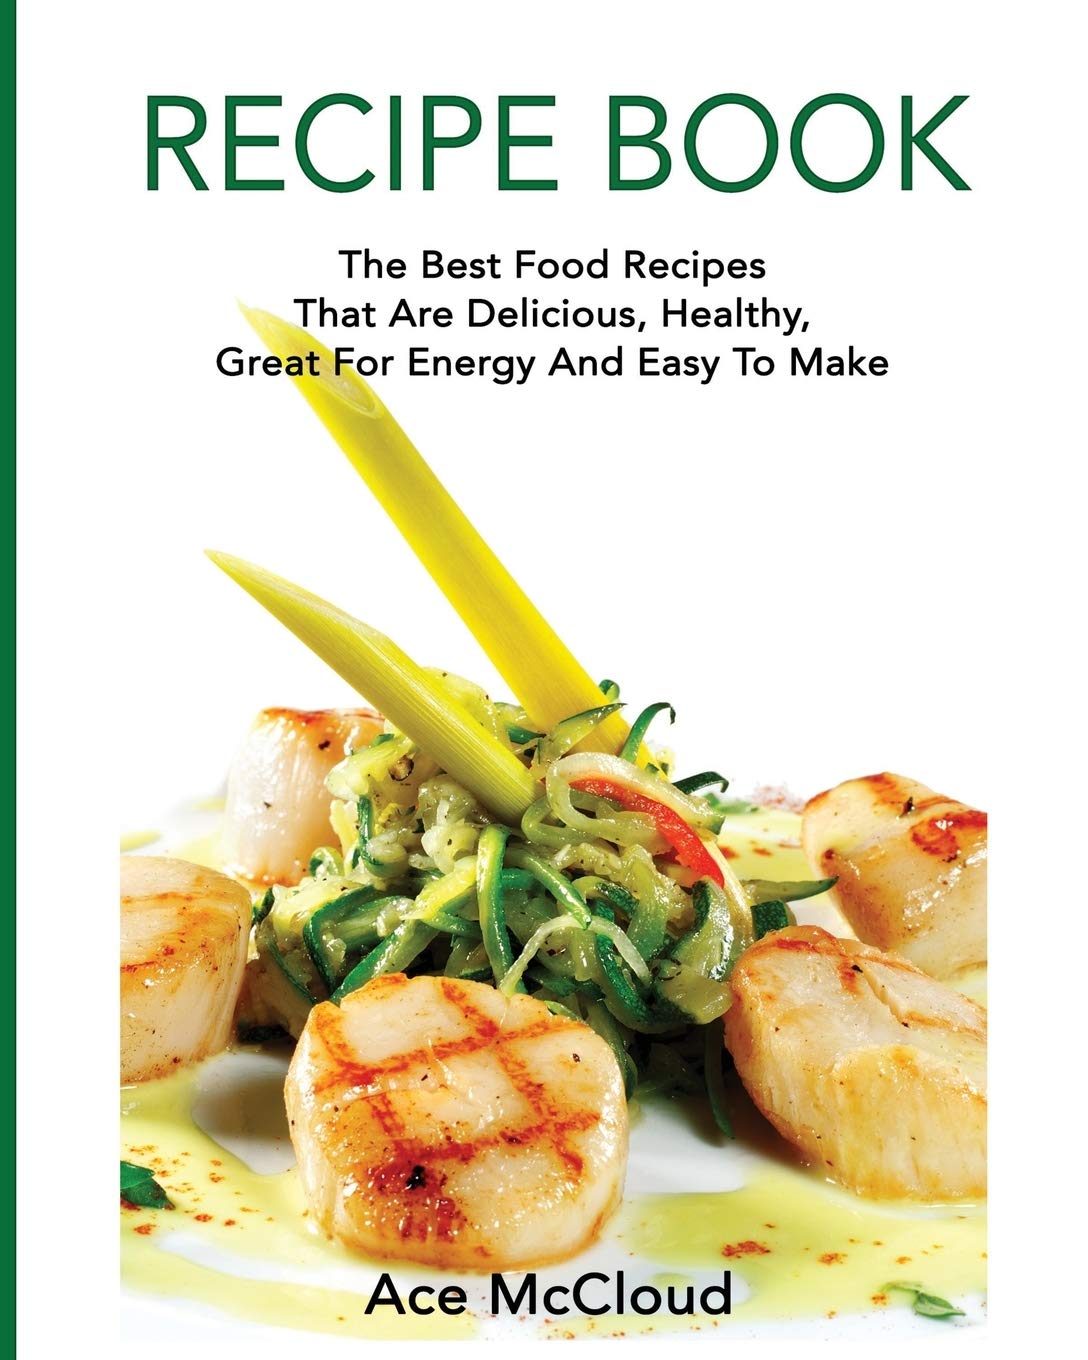 RECIPE BOOK
The Best Food Recipes
That Are Delicious, Healthy,
Great For Energy And Easy To Make
Ace McCloud